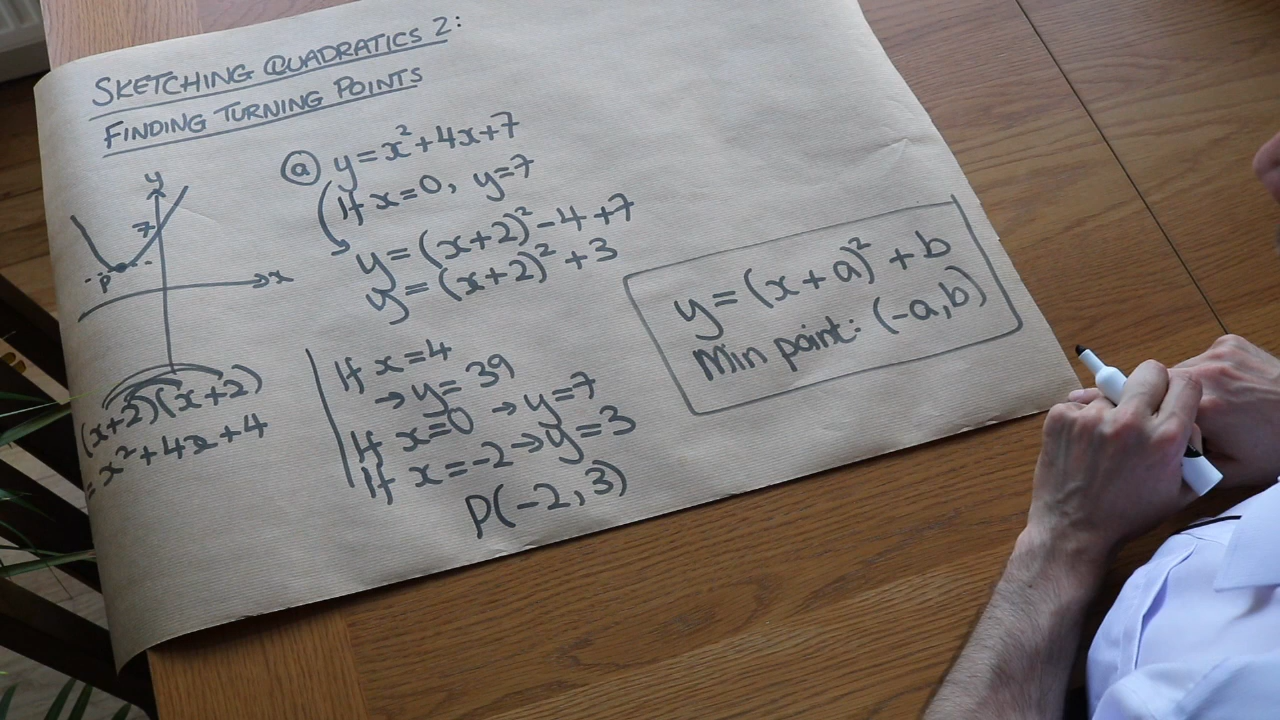 SKETCHING QUADRATICS 2:
FINDING TURNING POINTS
y
7
P
x
(x+2)(x+2)
= x²+4x+4
ⓐ y=x²+4x+7
If x=0, y=7
y=(x+2)²-4+7
y=(x+2)²+3
If x=4
→y=39
If x=0 →y=7
If x=-2→y=3
P(-2,3)
y=(x+a)²+b
Min point: (-a,b)